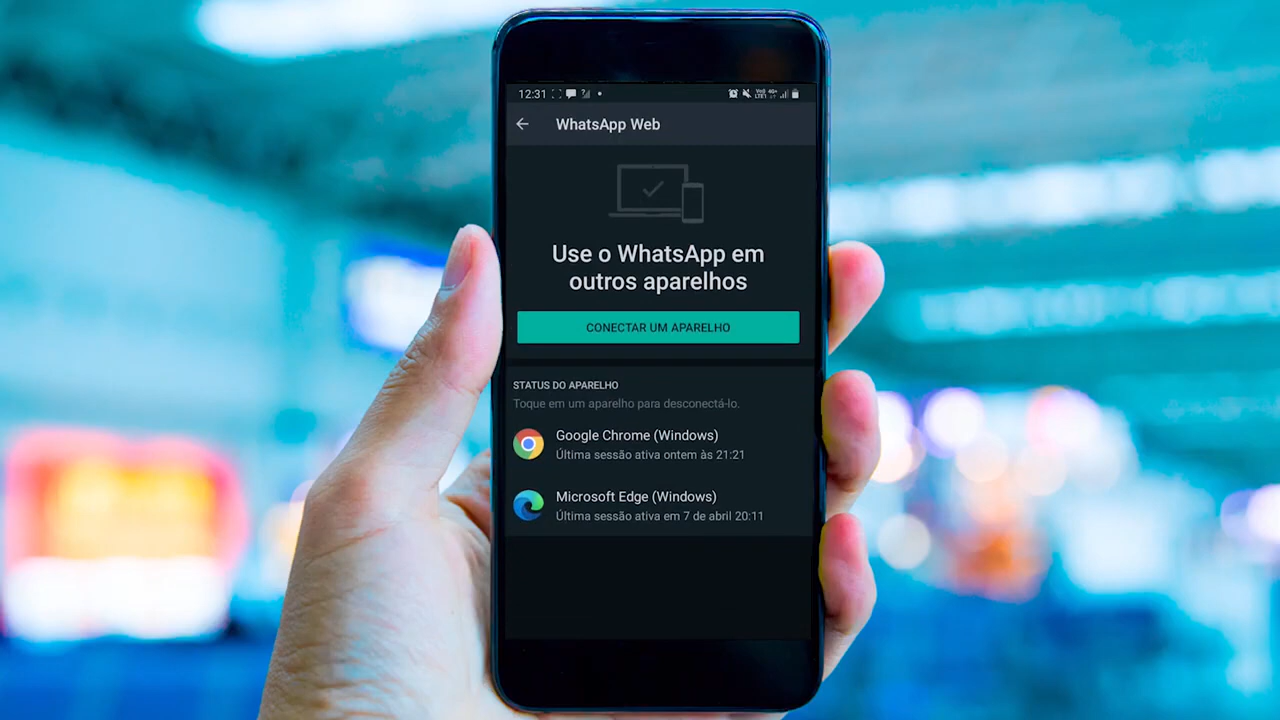 12:31
WhatsApp Web
Use o WhatsApp em
outros aparelhos
CONECTAR UM APARELHO
STATUS DO APARELHO
Toque em um aparelho para desconectá-lo.
Google Chrome (Windows)
Última sessão ativa ontem às 21:21
Microsoft Edge (Windows)
Última sessão ativa em 7 de abril 20:11